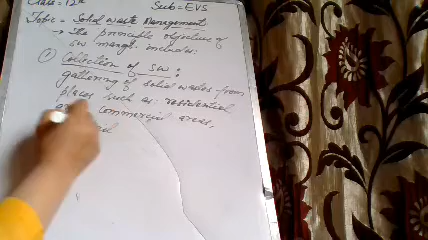 Class = 12th Sub = EVS
Topic = Solid waste Management
→ The principle objective of
SW mangt. includes:
① Collection of SW:
gathering of solid wastes from
places such as: residential
commercial areas,